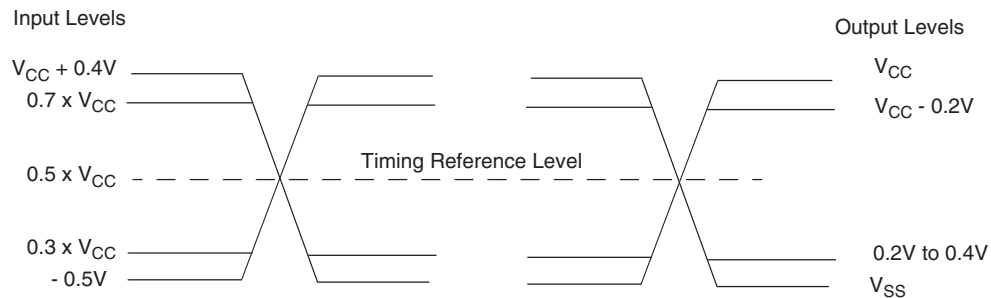 Input Levels
Output Levels
V_CC + 0.4V
V_CC
0.7 x V_CC
V_CC - 0.2V
Timing Reference Level
0.5 x V_CC
0.3 x V_CC
0.2V to 0.4V
- 0.5V
V_SS